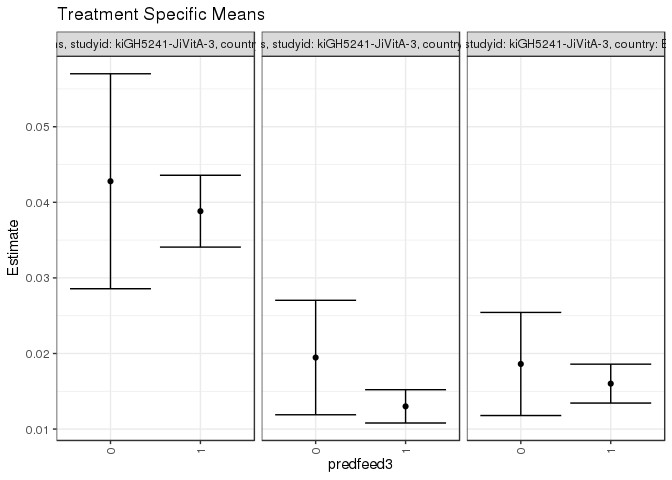 Treatment Specific Means
s, studyid: kiGH5241-JiVitA-3, countr
s, studyid: kiGH5241-JiVitA-3, country
studyid: kiGH5241-JiVitA-3, country: B
Estimate
0.05
0.04
0.03
0.02
0.01
0 1 0 1 0 1
predfeed3